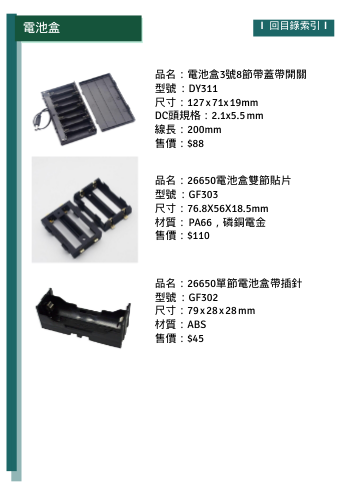 電池盒
I 回目錄索引 I
品名：電池盒3號8節帶蓋帶開關
型號：DY311
尺寸：127x71x19mm
DC頭規格：2.1x5.5mm
線長：200mm
售價：$88
品名：26650電池盒雙節貼片
型號：GF303
尺寸：76.8X56X18.5mm
材質： PA66，磷銅電金
售價：$110
品名：26650單節電池盒帶插針
型號：GF302
尺寸：79x28x28mm
材質：ABS
售價：$45